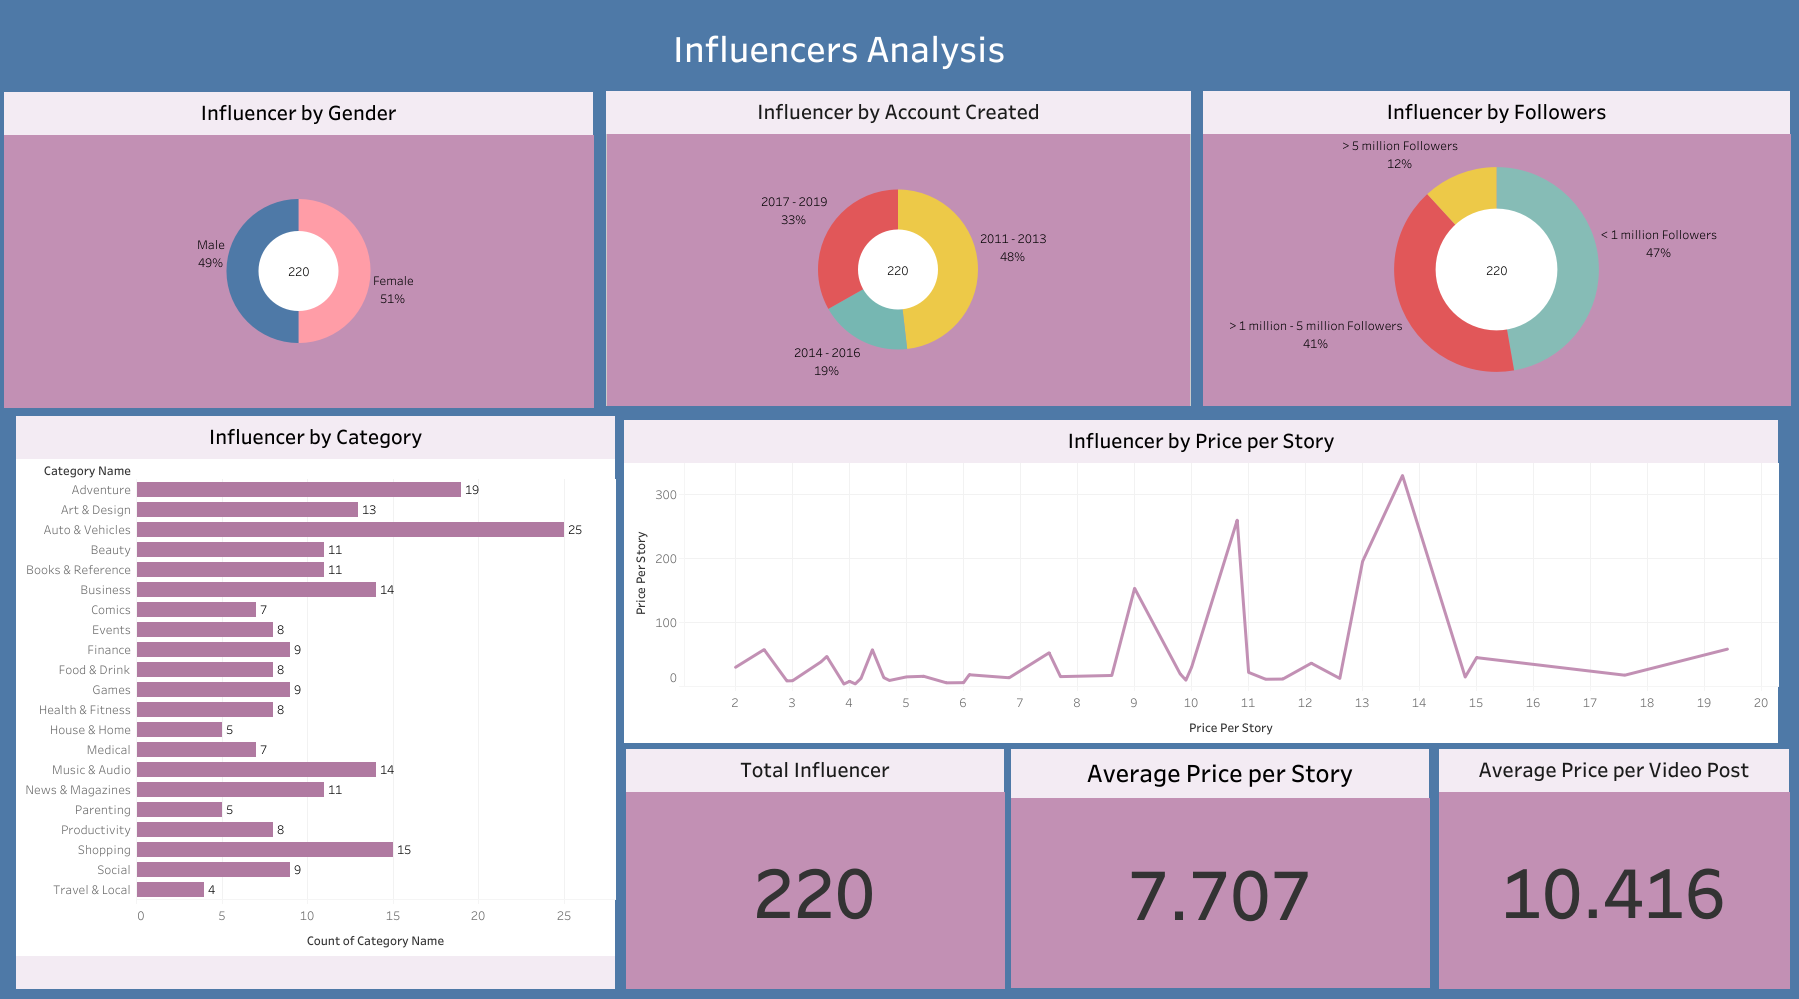 Influencers Analysis
Influencer by Gender
Male
49%
220
Female
51%
Influencer by Account Created
2017 - 2019
33%
2011 - 2013
48%
220
2014 - 2016
19%
Influencer by Followers
> 5 million Followers
12%
< 1 million Followers
47%
220
> 1 million - 5 million Followers
41%
Influencer by Category
Category Name
Adventure 19
Art & Design 13
Auto & Vehicles 25
Beauty 11
Books & Reference 11
Business 14
Comics 7
Events 8
Finance 9
Food & Drink 8
Games 9
Health & Fitness 8
House & Home 5
Medical 7
Music & Audio 14
News & Magazines 11
Parenting 5
Productivity 8
Shopping 15
Social 9
Travel & Local 4
0 5 10 15 20 25
Count of Category Name
Influencer by Price per Story
Price Per Story
300
200
100
0
2 3 4 5 6 7 8 9 10 11 12 13 14 15 16 17 18 19 20
Price Per Story
Total Influencer
220
Average Price per Story
7.707
Average Price per Video Post
10.416